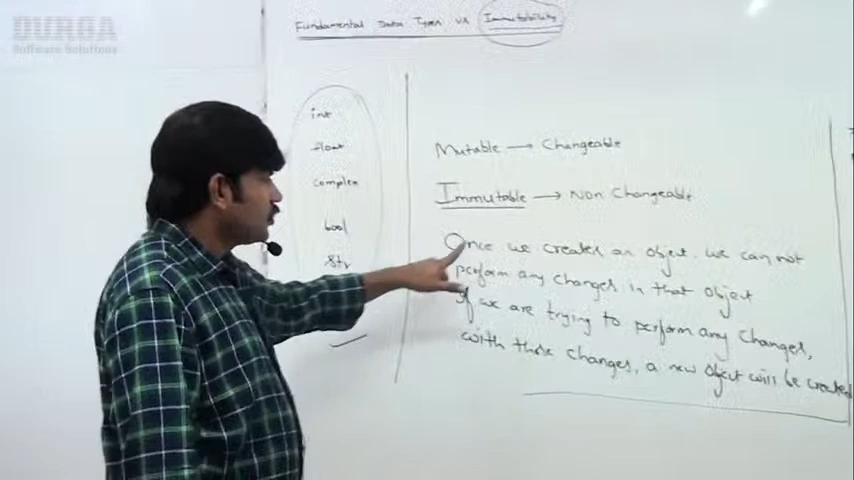 DURGA
Software Solutions
Fundamental Data Types vs Immutability
int
float
complex
bool
str
Mutable → Changeable
Immutable → Non Changeable
Once we creates an object, we can not
perform any changes in that object
If we are trying to perform any changes,
with those changes, a new object will be created